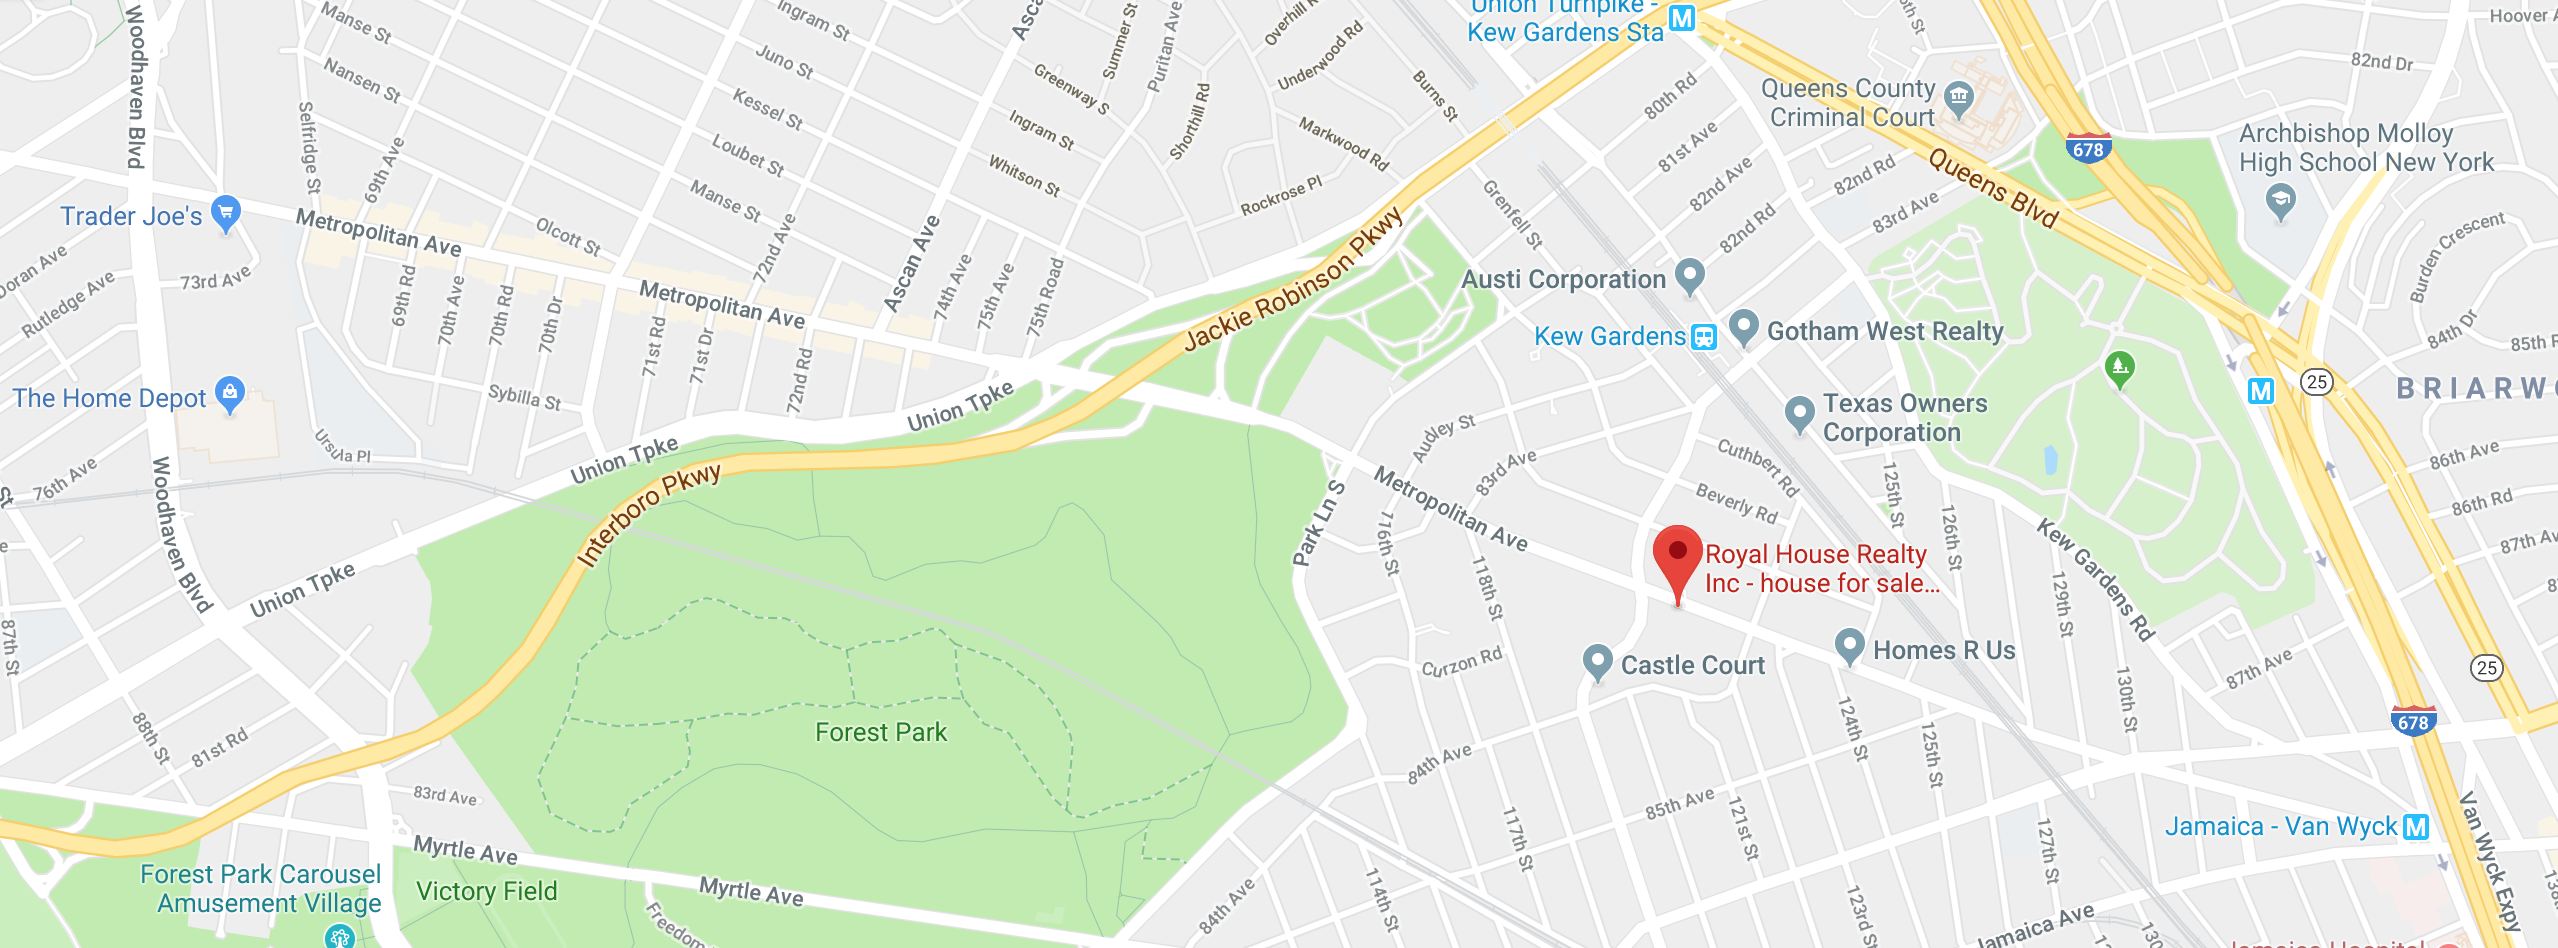 Woodhaven Blvd
Manse St
Ingram St
Summer St
Puritan Ave
Overhill R
Underwood Rd
Union Turnpike -
Kew Gardens Sta
Hoover A
82nd Dr
Nansen St
Juno St
Greenway S
Burns St
80th Rd
Queens County
Criminal Court
678
Archbishop Molloy
High School New York
Selfridge St
69th Ave
Kessel St
Ingram St
Shorthill Rd
Markwood Rd
81st Ave
82nd Ave
82nd Rd
Queens Blvd
Loubet St
Whitson St
Rockrose Pl
Grenfell St
82nd Rd
83rd Ave
Trader Joe's
Metropolitan Ave
Olcott St
Manse St
72nd Ave
Ascan Ave
Jackie Robinson Pkwy
Burden Crescent
Doran Ave
Rutledge Ave
73rd Ave
69th Rd
70th Ave
70th Rd
70th Dr
Metropolitan Ave
74th Ave
75th Ave
75th Road
Austi Corporation
Kew Gardens
Gotham West Realty
84th Dr
85th R
71st Rd
71st Dr
72nd Rd
The Home Depot
Sybilla St
Union Tpke
Audley St
Texas Owners
Corporation
25
BRIARW
Ursula Pl
Union Tpke
Interboro Pkwy
76th Ave
St
Woodhaven Blvd
Park Ln S
Metropolitan Ave
83rd Ave
Cuthbert Rd
Beverly Rd
125th St
126th St
86th Ave
86th Rd
87th Av
Union Tpke
116th St
118th St
Royal House Realty
Inc - house for sale...
Kew Gardens Rd
129th St
87th St
Curzon Rd
Castle Court
Homes R Us
130th St
87th Ave
25
88th St
81st Rd
Forest Park
84th Ave
124th St
125th St
678
83rd Ave
85th Ave
117th St
121st St
127th St
Jamaica - Van Wyck
Van Wyck Expy
Forest Park Carousel
Amusement Village
Myrtle Ave
Victory Field
Myrtle Ave
Freedom
84th Ave
114th St
123rd St
Jamaica Ave
Jamaica Hospital